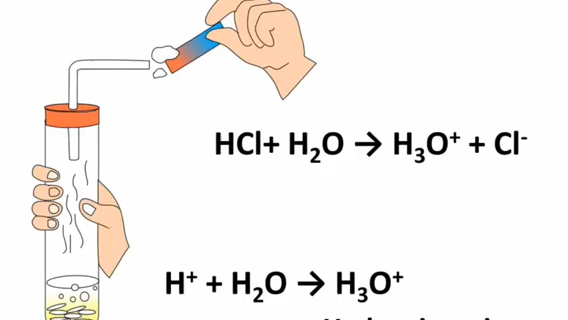 HCl+ H₂O → H₃O⁺ + Cl⁻
H⁺ + H₂O → H₃O⁺